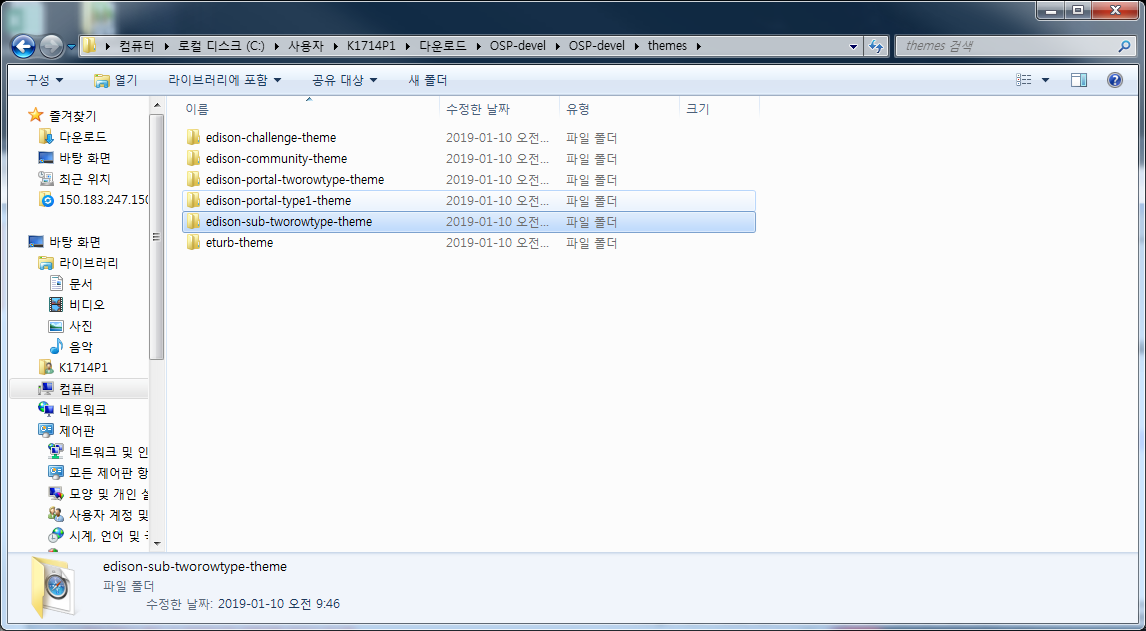 컴퓨터 로컬 디스크 (C:) 사용자 K1714P1 다운로드 OSP-devel OSP-devel themes
themes 검색
구성 열기 라이브러리에 포함 공유 대상 새 폴더
즐겨찾기
다운로드
바탕 화면
최근 위치
150.183.247.150
바탕 화면
라이브러리
문서
비디오
사진
음악
K1714P1
컴퓨터
네트워크
제어판
네트워크 및 인
모든 제어판 항
모양 및 개인 설
사용자 계정 및
시계, 언어 및
이름 수정한 날짜 유형 크기
edison-challenge-theme 2019-01-10 오전... 파일 폴더
edison-community-theme 2019-01-10 오전... 파일 폴더
edison-portal-tworowtype-theme 2019-01-10 오전... 파일 폴더
edison-portal-type1-theme 2019-01-10 오전... 파일 폴더
edison-sub-tworowtype-theme 2019-01-10 오전... 파일 폴더
eturb-theme 2019-01-10 오전... 파일 폴더
edison-sub-tworowtype-theme
파일 폴더
수정한 날짜: 2019-01-10 오전 9:46